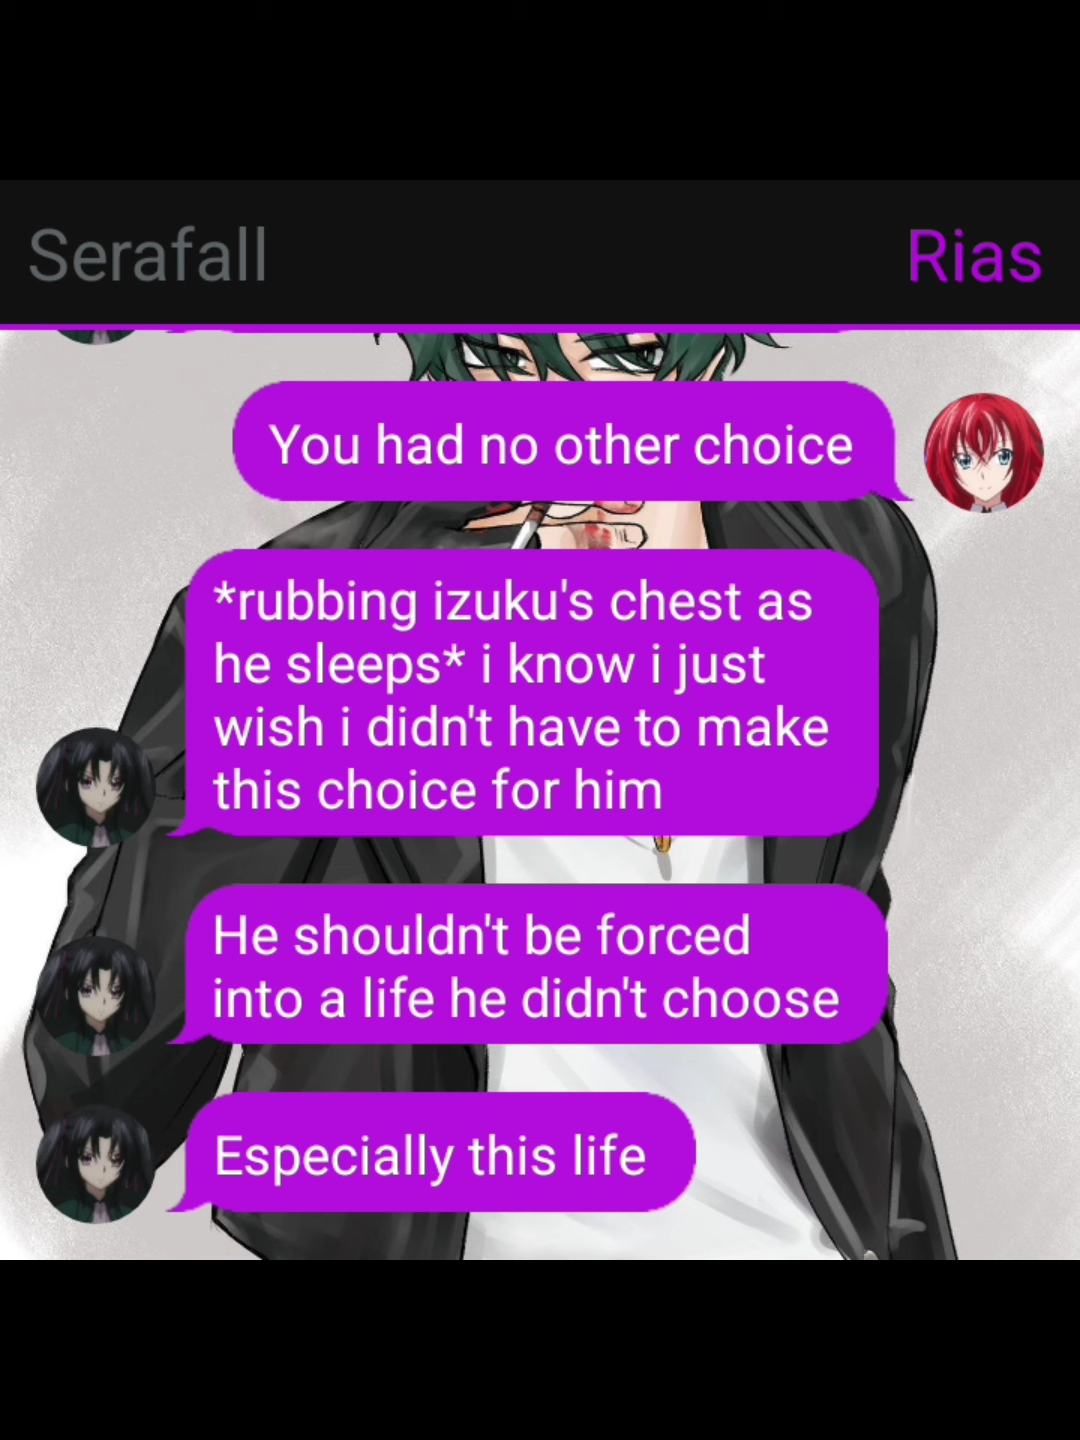 Serafall
Rias
You had no other choice
*rubbing izuku's chest as
he sleeps* i know i just
wish i didn't have to make
this choice for him
He shouldn't be forced
into a life he didn't choose
Especially this life